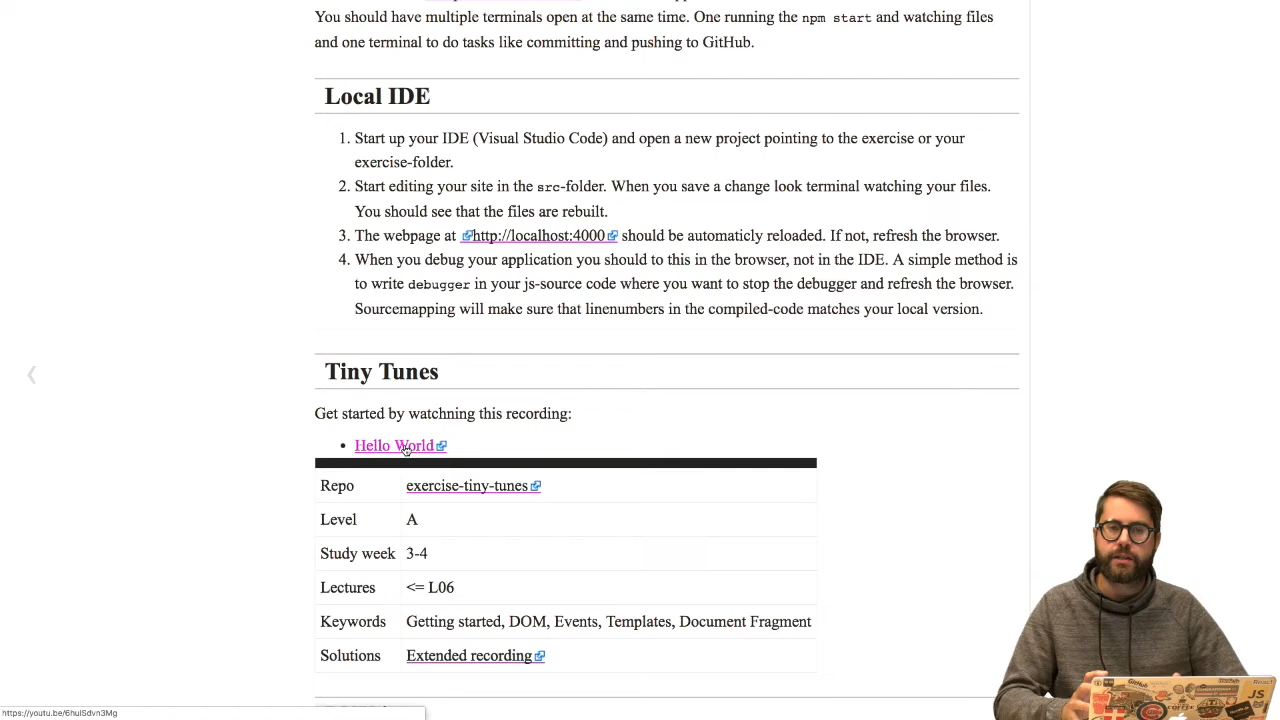 You should have multiple terminals open at the same time. One running the npm start and watching files
and one terminal to do tasks like committing and pushing to GitHub.
Local IDE
1. Start up your IDE (Visual Studio Code) and open a new project pointing to the exercise or your
exercise-folder.
2. Start editing your site in the src-folder. When you save a change look terminal watching your files.
You should see that the files are rebuilt.
3. The webpage at http://localhost:4000 should be automaticly reloaded. If not, refresh the browser.
4. When you debug your application you should to this in the browser, not in the IDE. A simple method is
to write debugger in your js-source code where you want to stop the debugger and refresh the browser.
Sourcemapping will make sure that linenumbers in the compiled-code matches your local version.
Tiny Tunes
Get started by watchning this recording:
• Hello World
Repo exercise-tiny-tunes
Level A
Study week 3-4
Lectures <= L06
Keywords Getting started, DOM, Events, Templates, Document Fragment
Solutions Extended recording
https://youtu.be/6hulSdvn3Mg
GitHub
JS